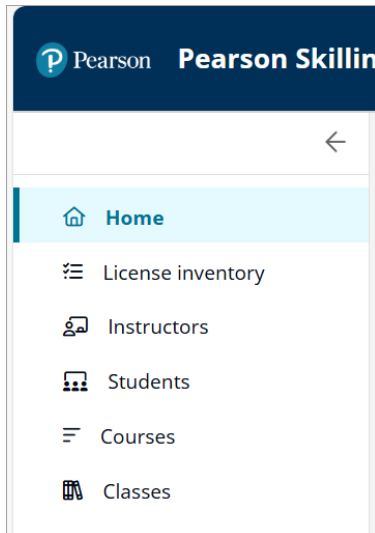 Pearson Pearson Skillin
Home
License inventory
Instructors
Students
Courses
Classes